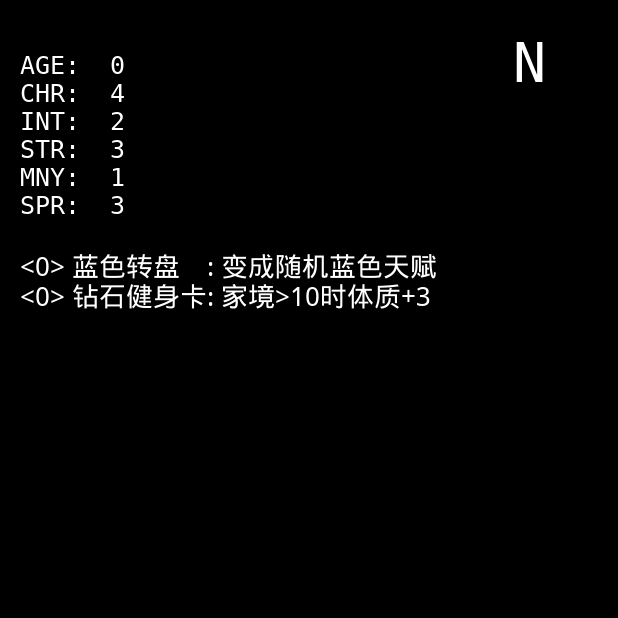 N
AGE: 0
CHR: 4
INT: 2
STR: 3
MNY: 1
SPR: 3
<0> 蓝色转盘　: 变成随机蓝色天赋
<0> 钻石健身卡: 家境>10时体质+3